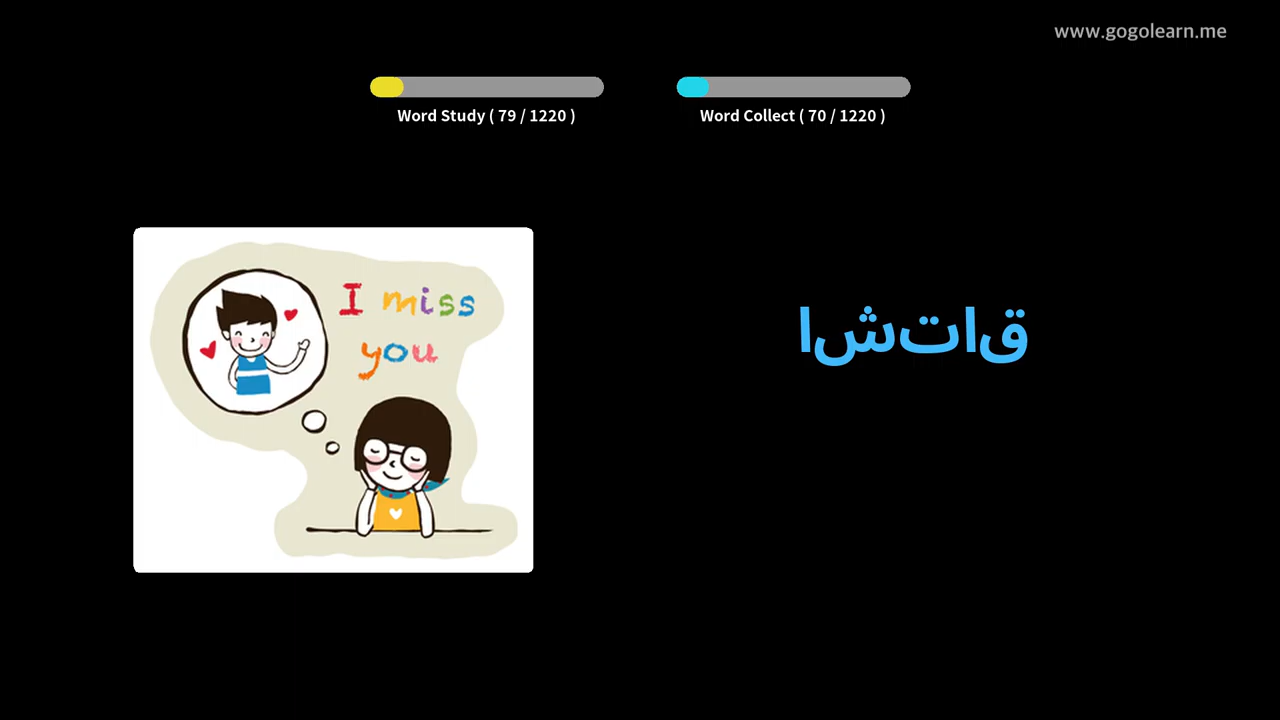 www.gogolearn.me
Word Study ( 79 / 1220 )
Word Collect ( 70 / 1220 )
I miss
you
اشتاق